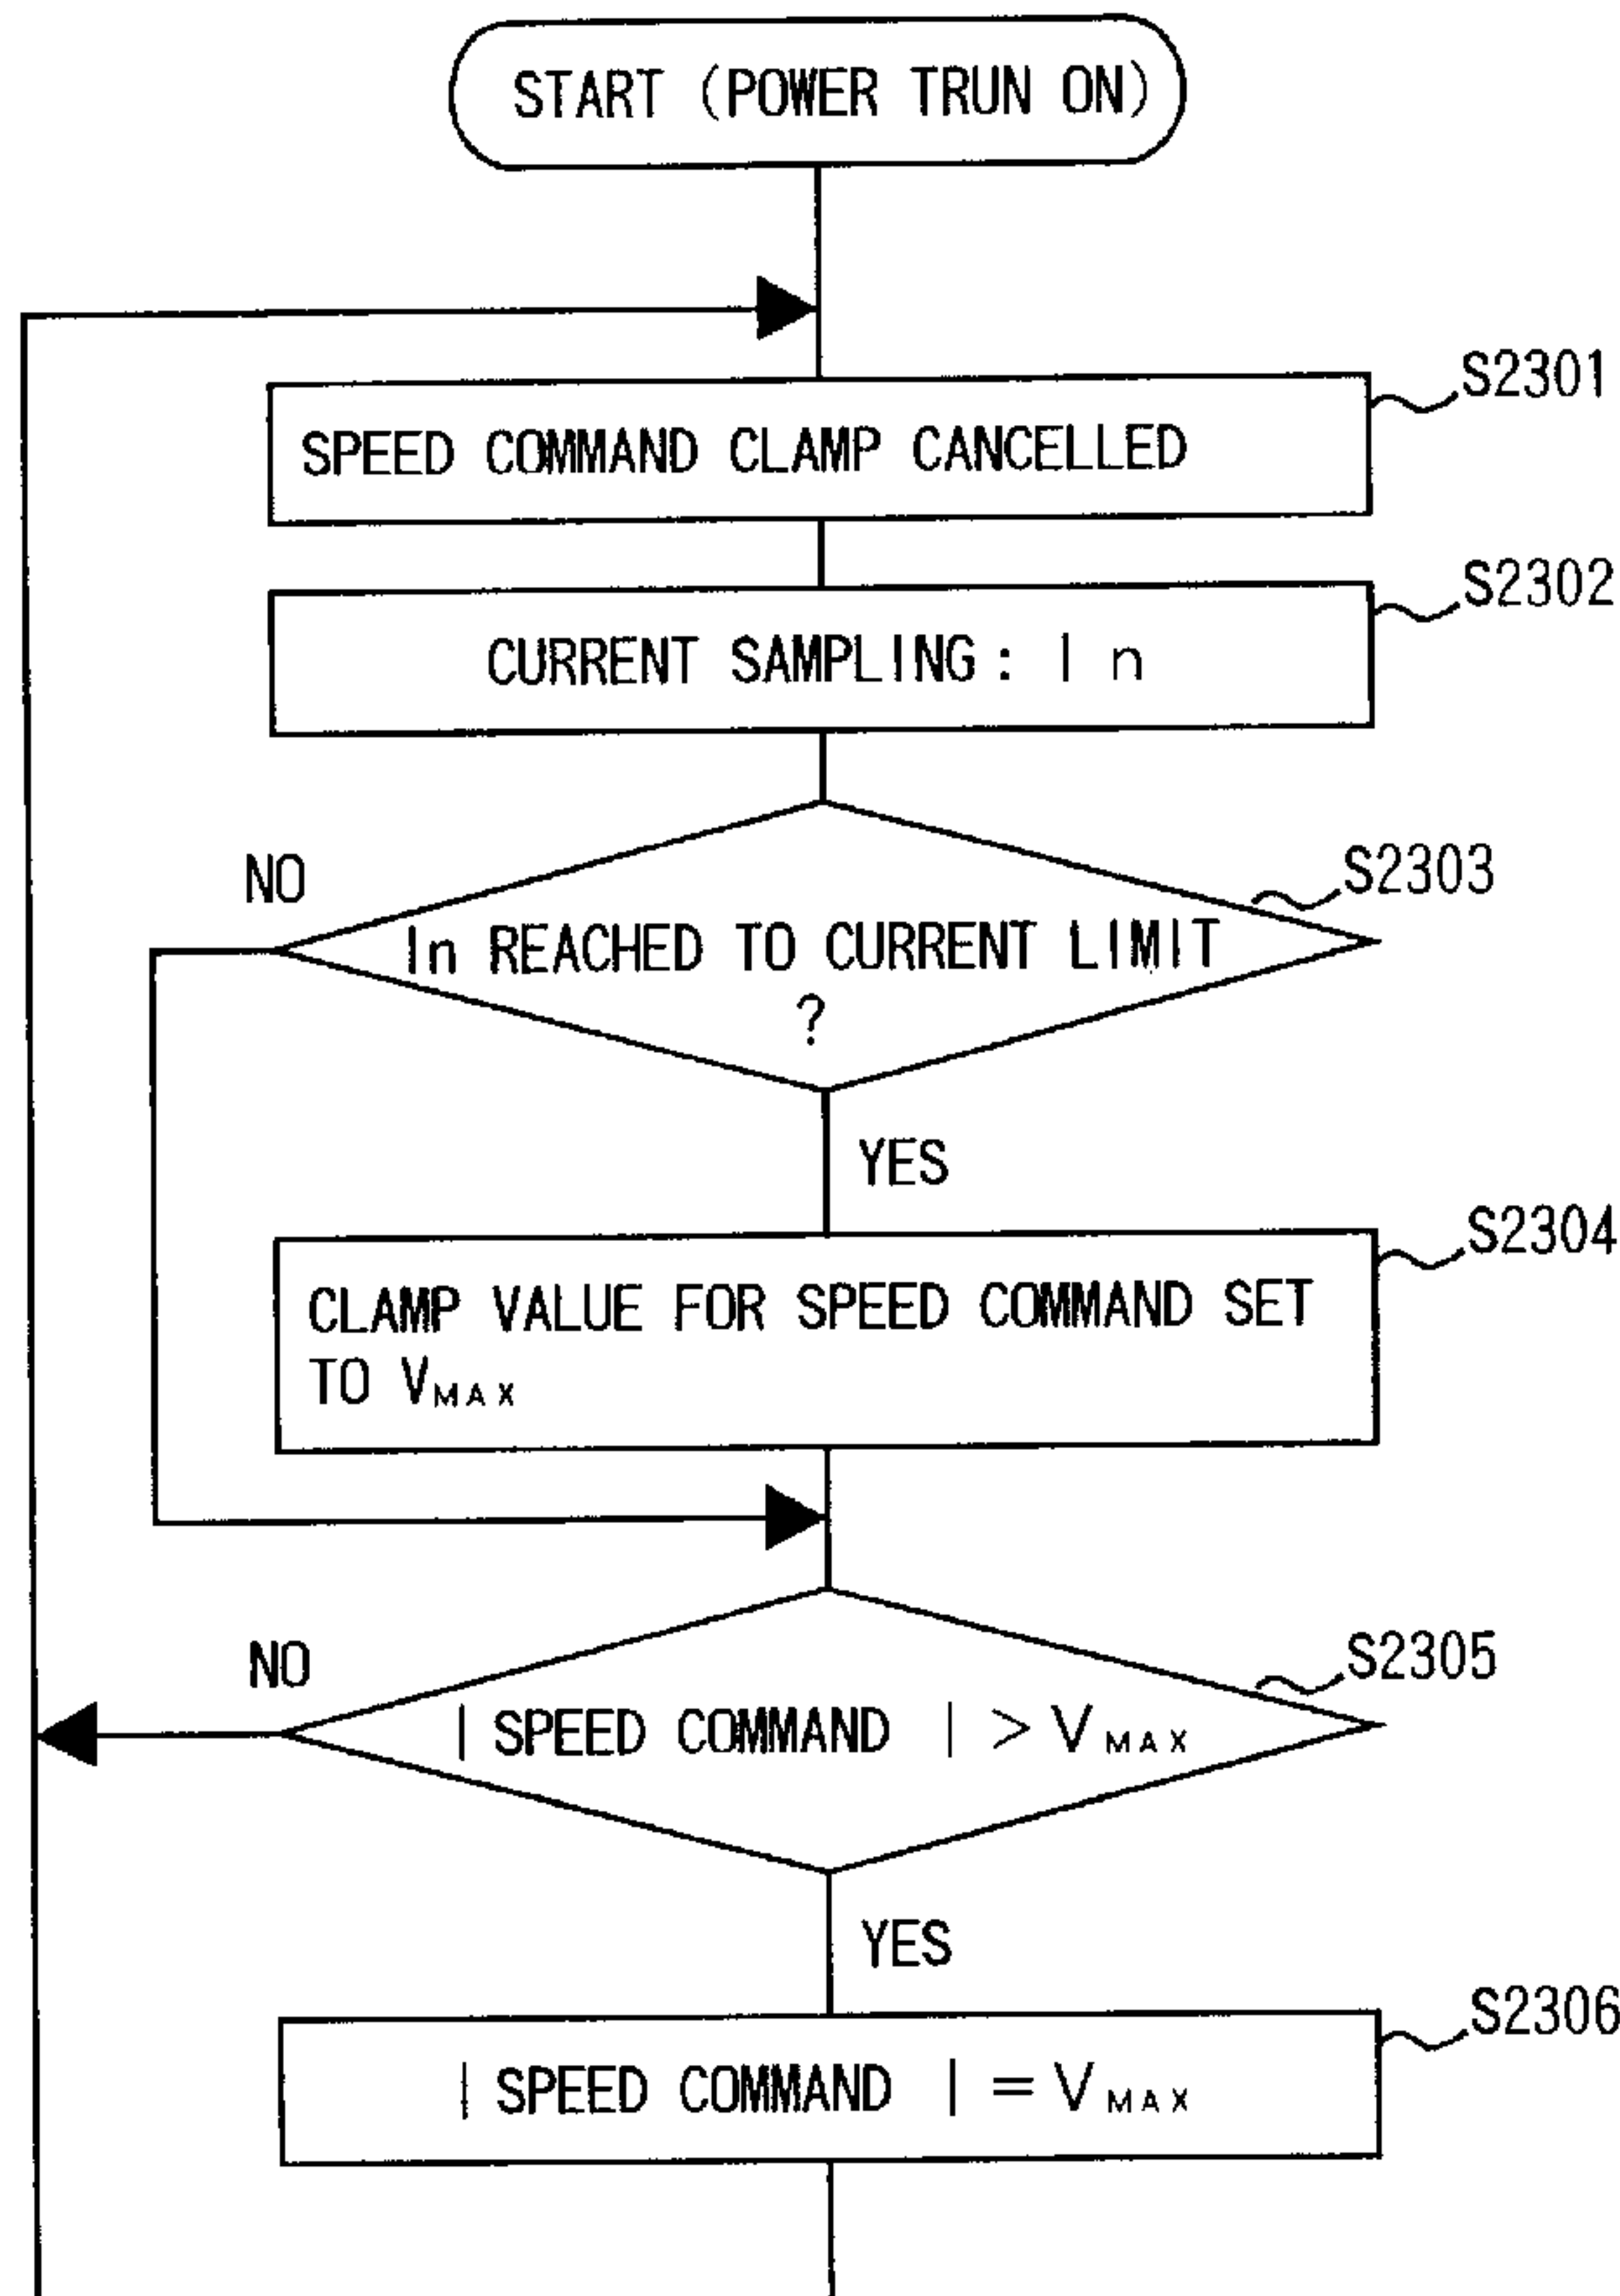 START (POWER TRUN ON)
S2301
SPEED COMMAND CLAMP CANCELLED
S2302
CURRENT SAMPLING: In
S2303
NO
In REACHED TO CURRENT LIMIT
?
YES
S2304
CLAMP VALUE FOR SPEED COMMAND SET
TO VMAX
S2305
NO
| SPEED COMMAND | > VMAX
YES
S2306
| SPEED COMMAND | = VMAX